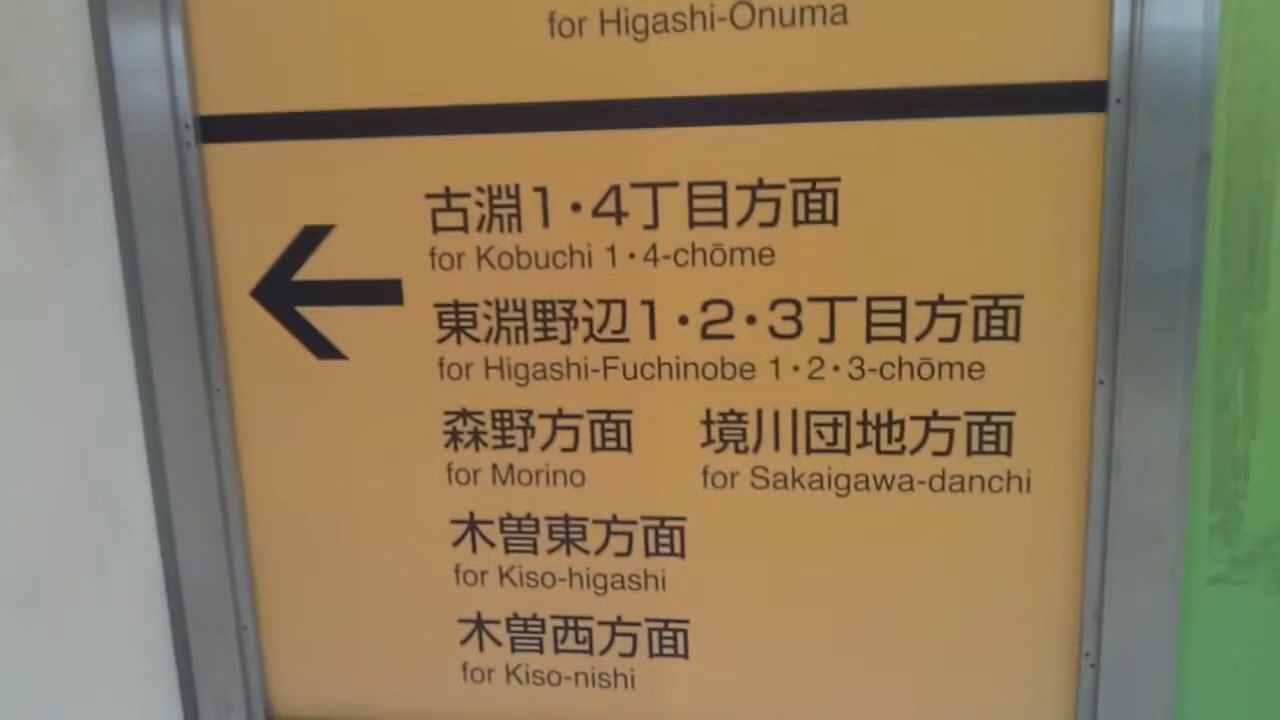 for Higashi-Ōnuma
古淵1・4丁目方面
for Kobuchi 1・4-chōme
東淵野辺1・2・3丁目方面
for Higashi-Fuchinobe 1・2・3-chōme
森野方面 境川団地方面
for Morino for Sakaigawa-danchi
木曽東方面
for Kiso-higashi
木曽西方面
for Kiso-nishi